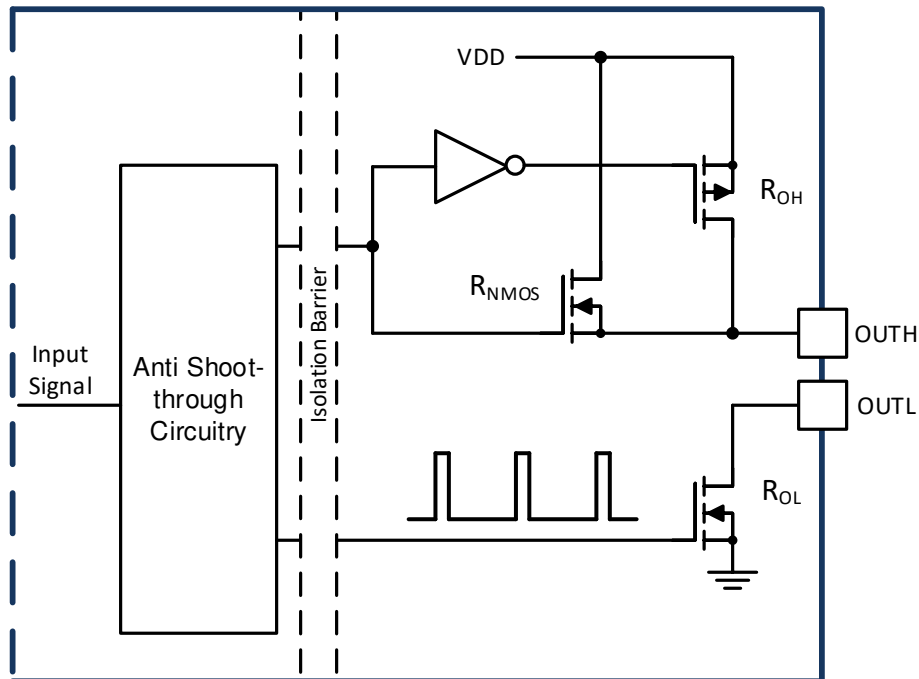 VDD
R_OH
R_NMOS
Isolation Barrier
OUTH
Input
Signal
Anti Shoot-
through
Circuitry
OUTL
R_OL